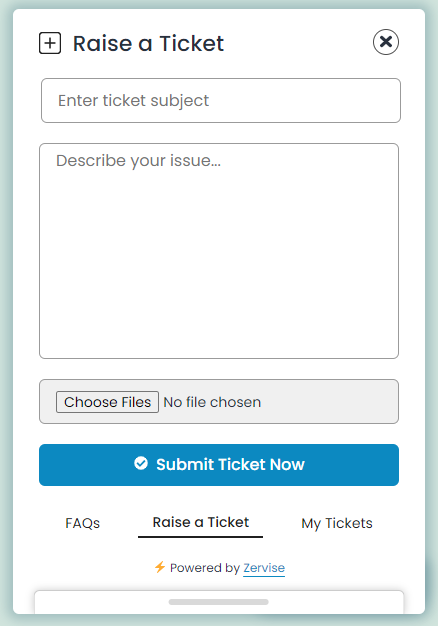 Raise a Ticket
Enter ticket subject
Describe your issue...
Choose Files No file chosen
Submit Ticket Now
FAQs Raise a Ticket My Tickets
⚡ Powered by Zervise